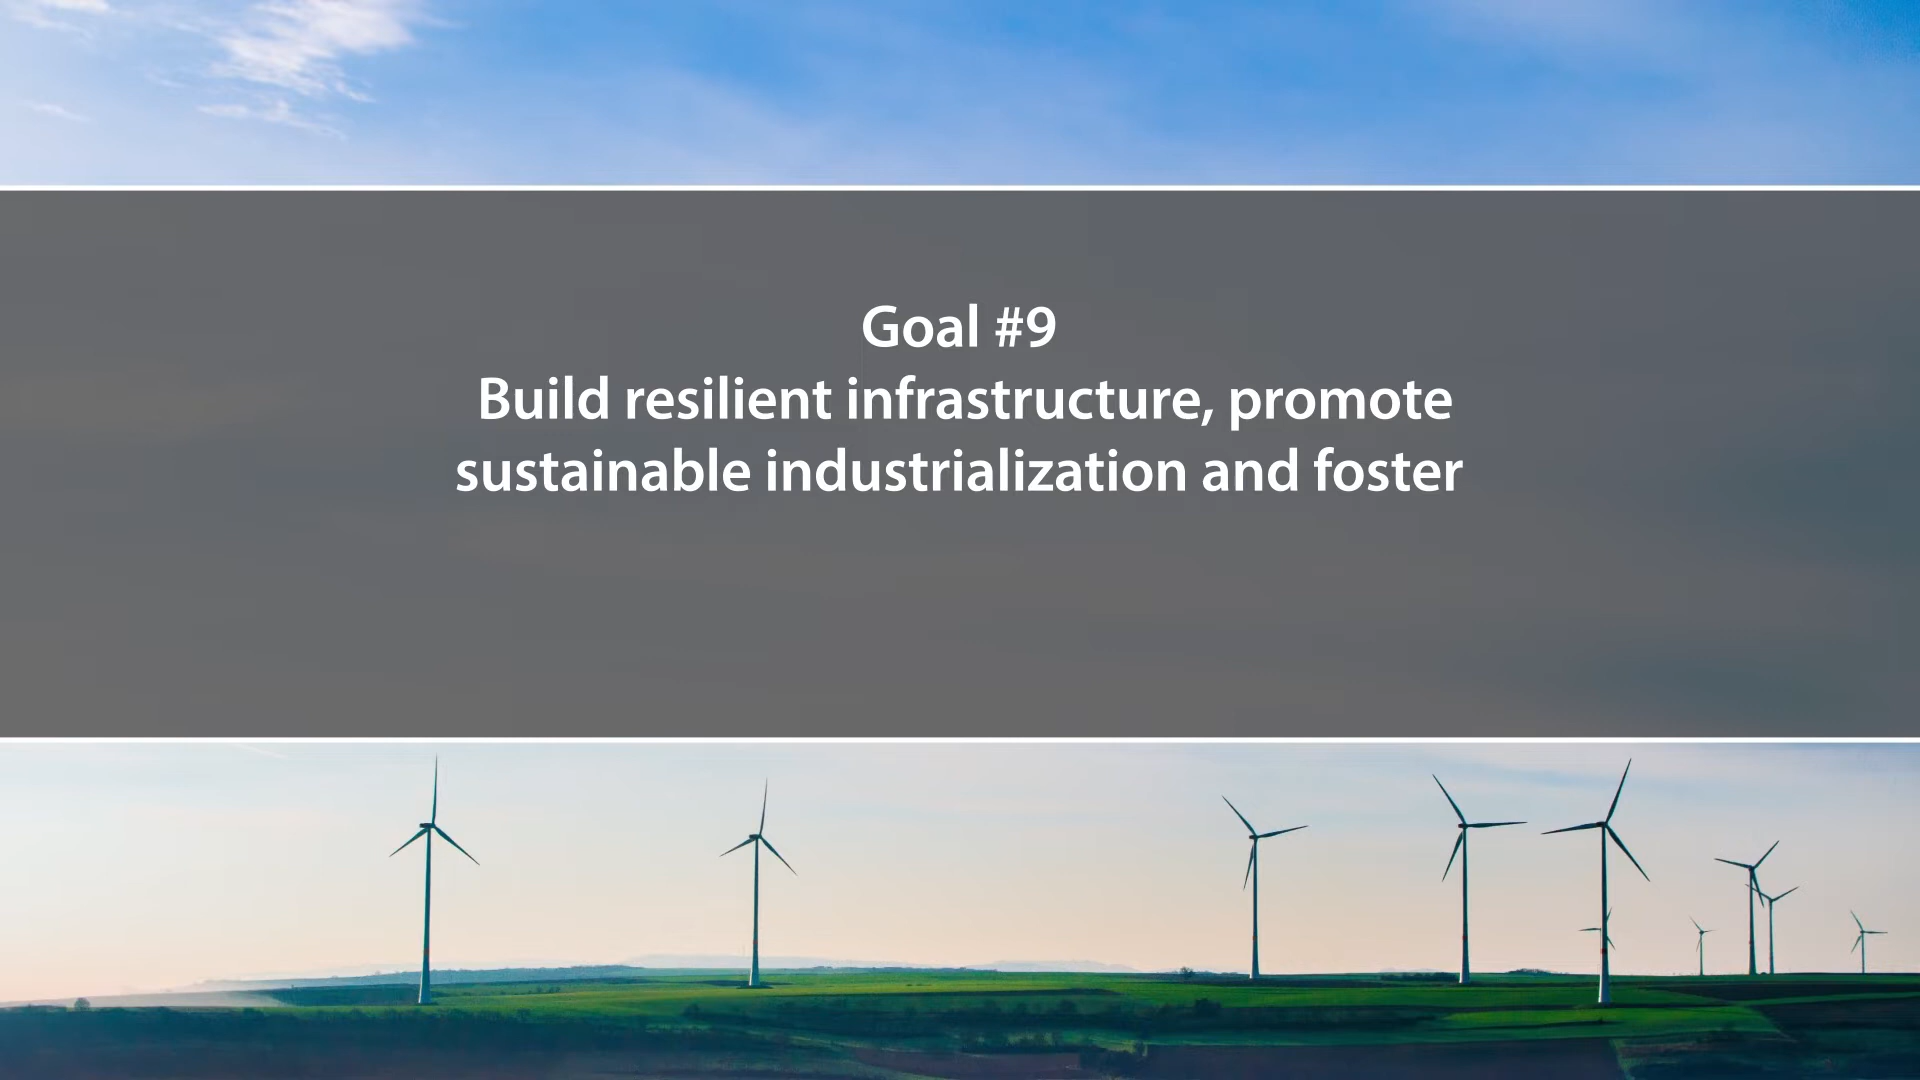 Goal #9
Build resilient infrastructure, promote
sustainable industrialization and foster